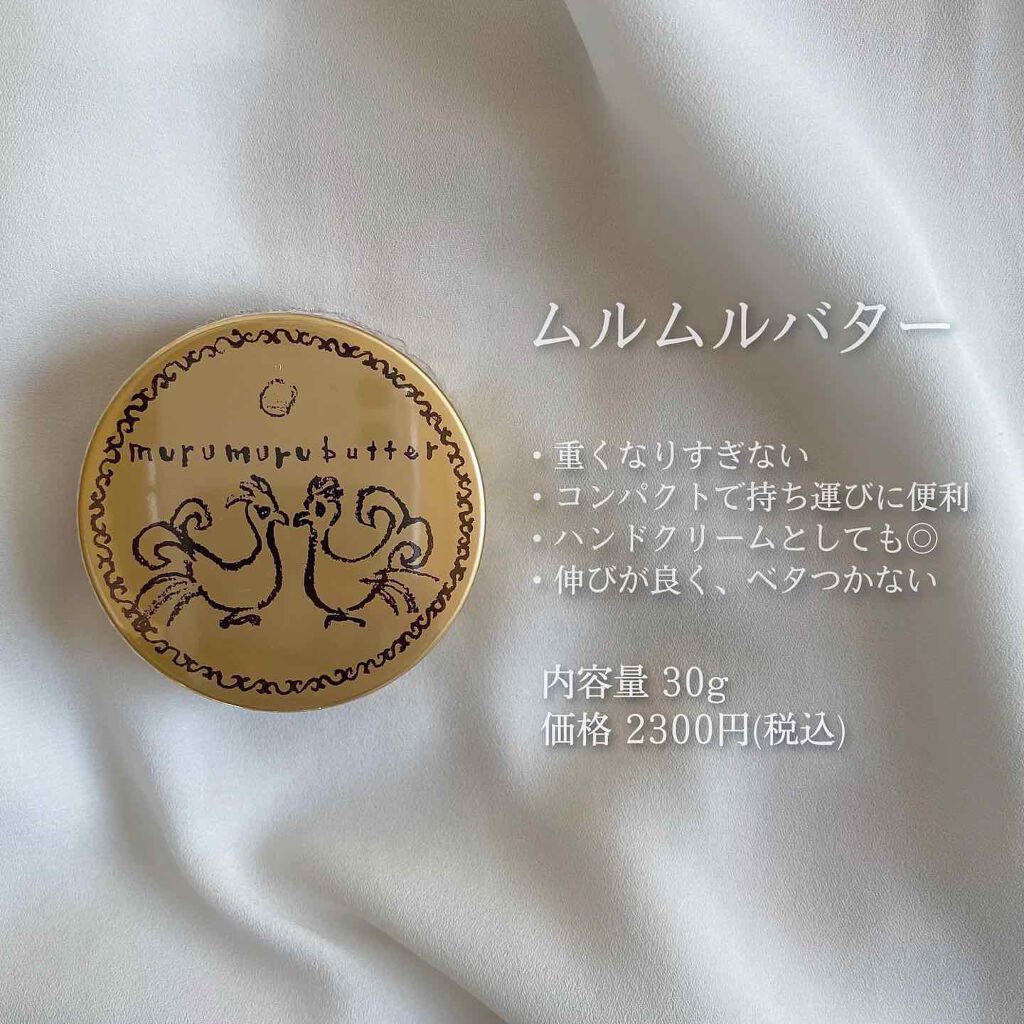 murumurubutter
ムルムルバター
・重くなりすぎない
・コンパクトで持ち運びに便利
・ハンドクリームとしても◎
・伸びが良く、ベタつかない
内容量 30g
価格 2300円(税込)